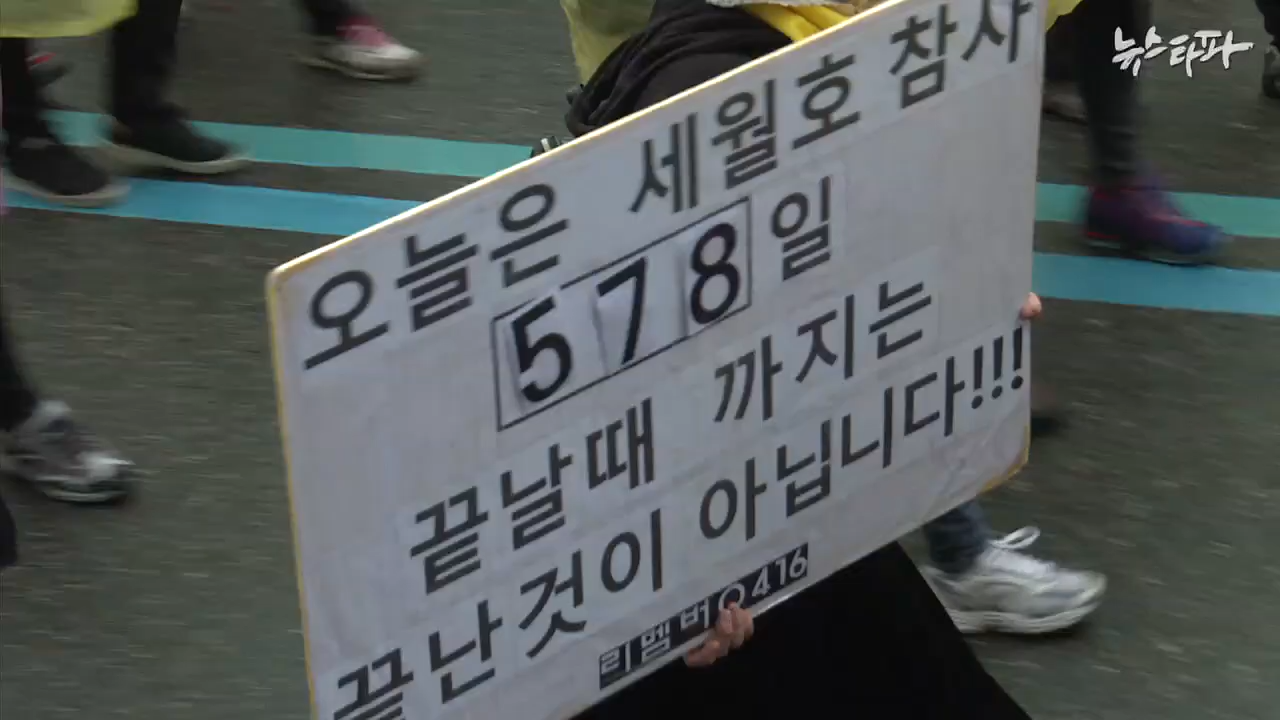 뉴스타파
오늘은 세월호 참사
578일
끝날때 까지는
끝난것이 아닙니다!!!
리멤버0416